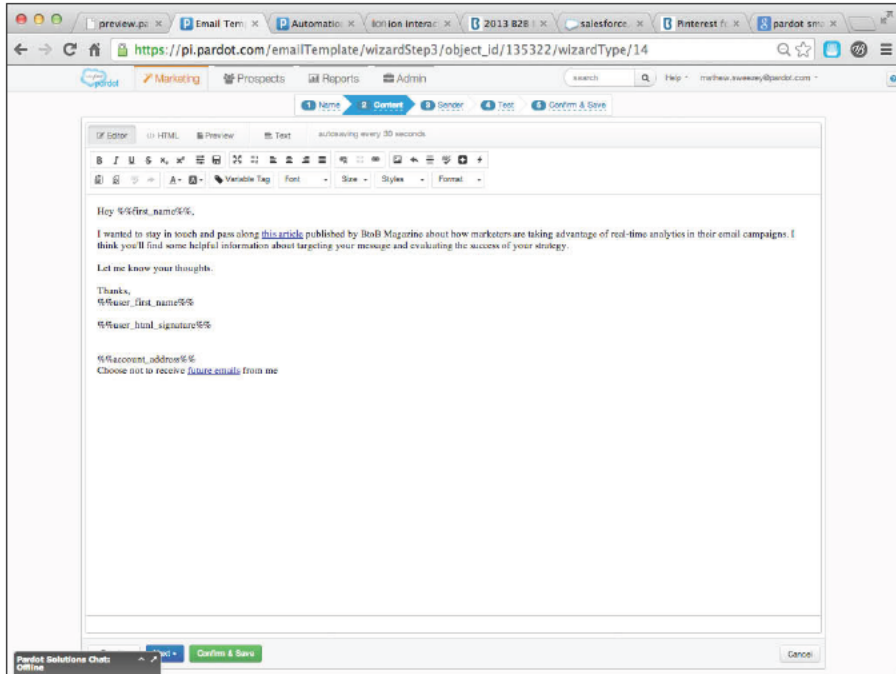 preview.pa
Email Tem
Automatio
ion interac
2013 B2B
salesforce
Pinterest f
pardot sm
https://pi.pardot.com/emailTemplate/wizardStep3/object_id/135322/wizardType/14
pardot
Marketing
Prospects
Reports
Admin
search
Help
mathew.sweezey@pardot.com
1 Name
2 Content
3 Sender
4 Test
5 Confirm & Save
Editor
HTML
Preview
Text
autosaving every 30 seconds
Variable Tag
Font
Size
Styles
Format
Hey %%first_name%%,
I wanted to stay in touch and pass along this article published by BtoB Magazine about how marketers are taking advantage of real-time analytics in their email campaigns. I
think you'll find some helpful information about targeting your message and evaluating the success of your strategy.
Let me know your thoughts.
Thanks,
%%user_first_name%%
%%user_html_signature%%
%%account_address%%
Choose not to receive future emails from me
Confirm & Save
Cancel
Pardot Solutions Chat:
Offline